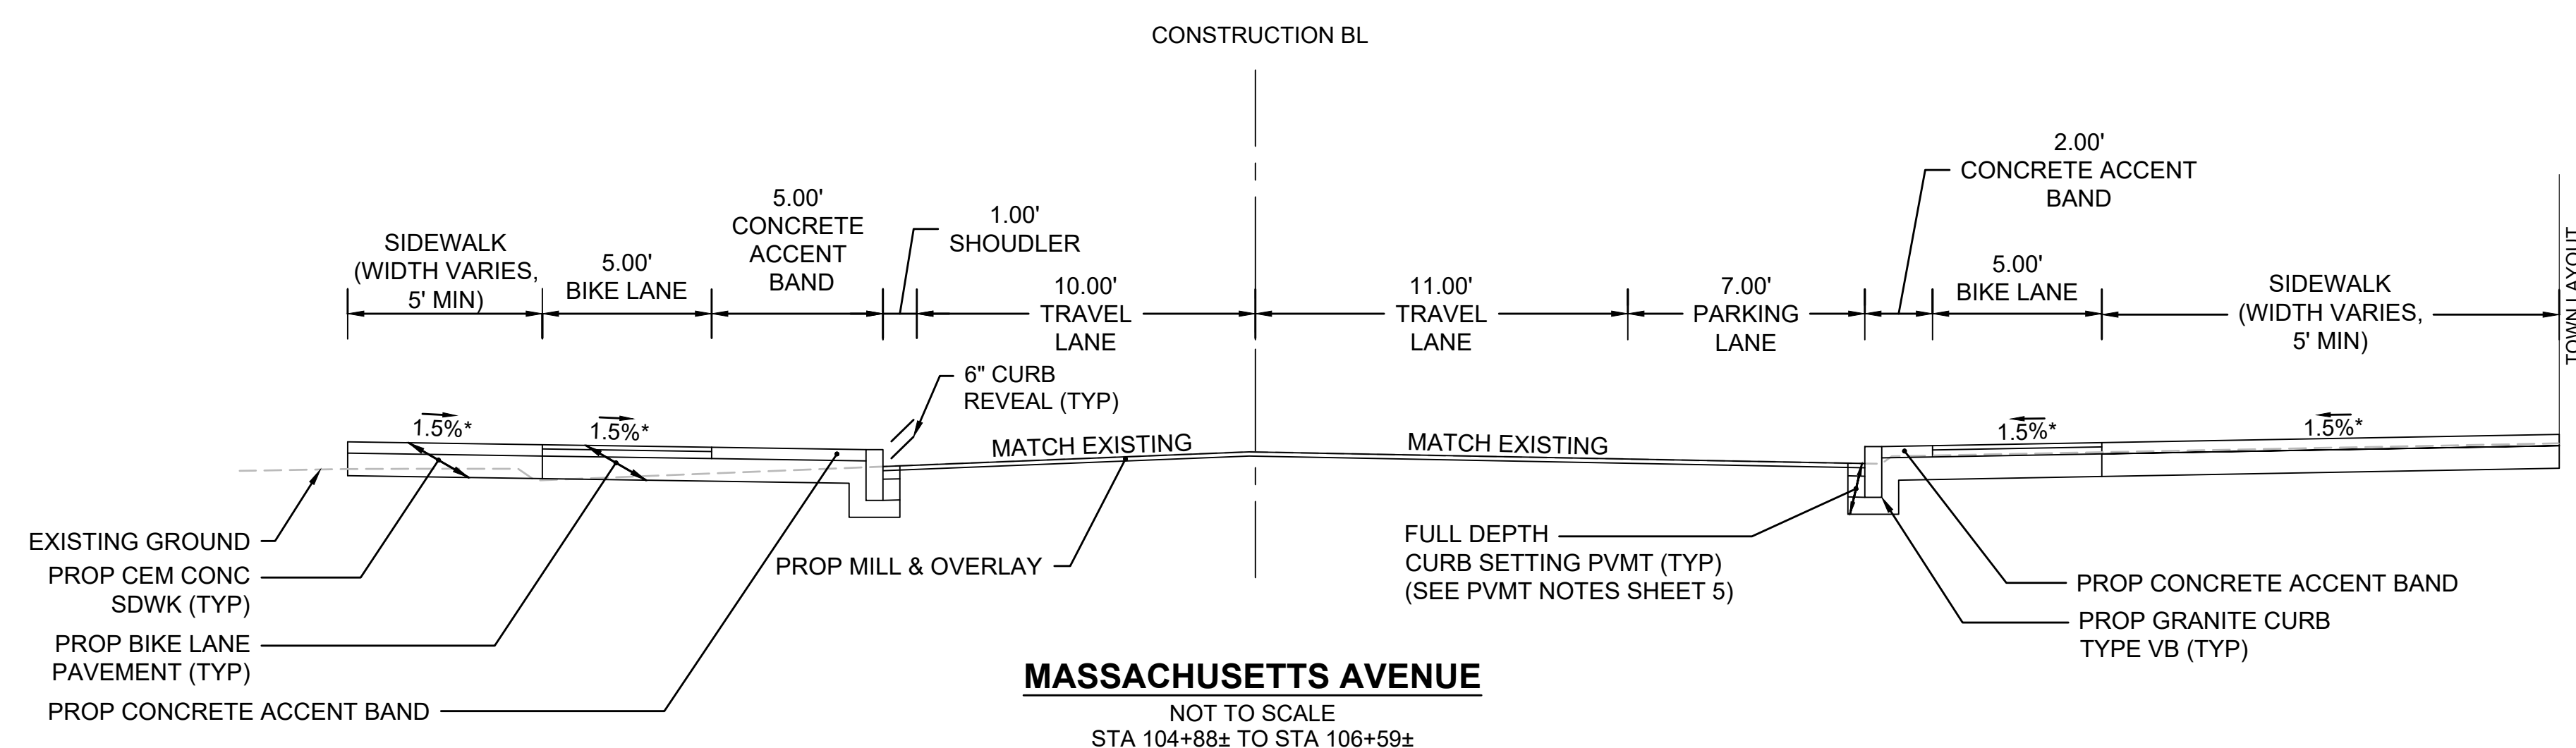 CONSTRUCTION BL
SIDEWALK
(WIDTH VARIES,
5' MIN)
5.00'
BIKE LANE
5.00'
CONCRETE
ACCENT
BAND
1.00'
SHOUDLER
10.00'
TRAVEL
LANE
11.00'
TRAVEL
LANE
7.00'
PARKING
LANE
2.00'
CONCRETE ACCENT
BAND
5.00'
BIKE LANE
SIDEWALK
(WIDTH VARIES,
5' MIN)
TOWN LAYOUT
6" CURB
REVEAL (TYP)
1.5%*
1.5%*
MATCH EXISTING
MATCH EXISTING
1.5%*
1.5%*
EXISTING GROUND
PROP CEM CONC
SDWK (TYP)
PROP BIKE LANE
PAVEMENT (TYP)
PROP CONCRETE ACCENT BAND
PROP MILL & OVERLAY
FULL DEPTH
CURB SETTING PVMT (TYP)
(SEE PVMT NOTES SHEET 5)
PROP CONCRETE ACCENT BAND
PROP GRANITE CURB
TYPE VB (TYP)
MASSACHUSETTS AVENUE
NOT TO SCALE
STA 104+88± TO STA 106+59±